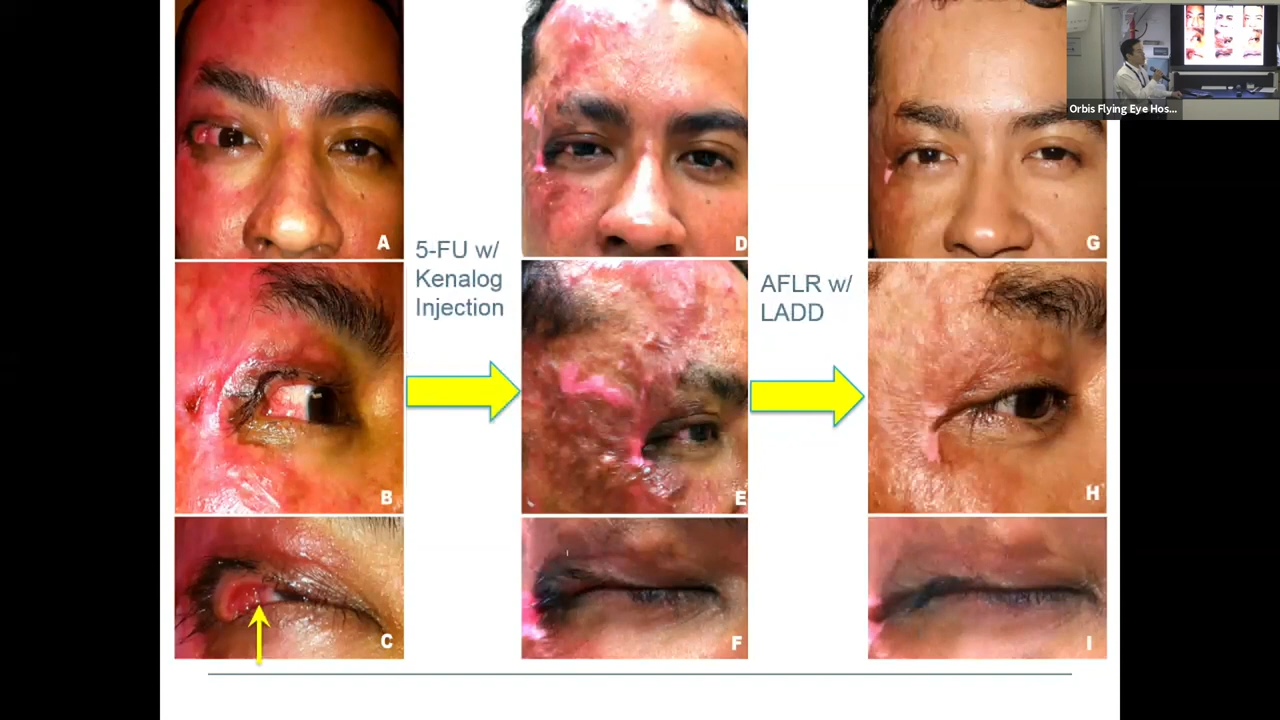 A
D
G
Orbis Flying Eye Hos...
5-FU w/
Kenalog
Injection
AFLR w/
LADD
B
E
H
C
F
I